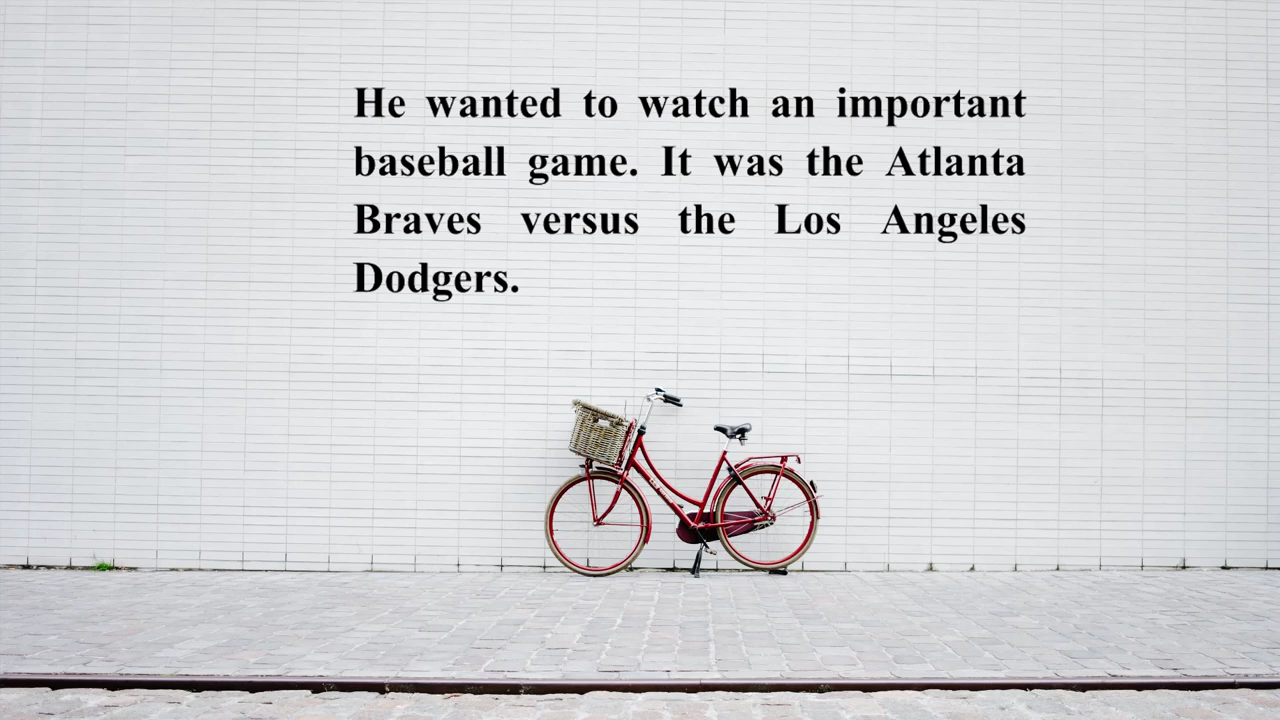 He wanted to watch an important
baseball game. It was the Atlanta
Braves versus the Los Angeles
Dodgers.